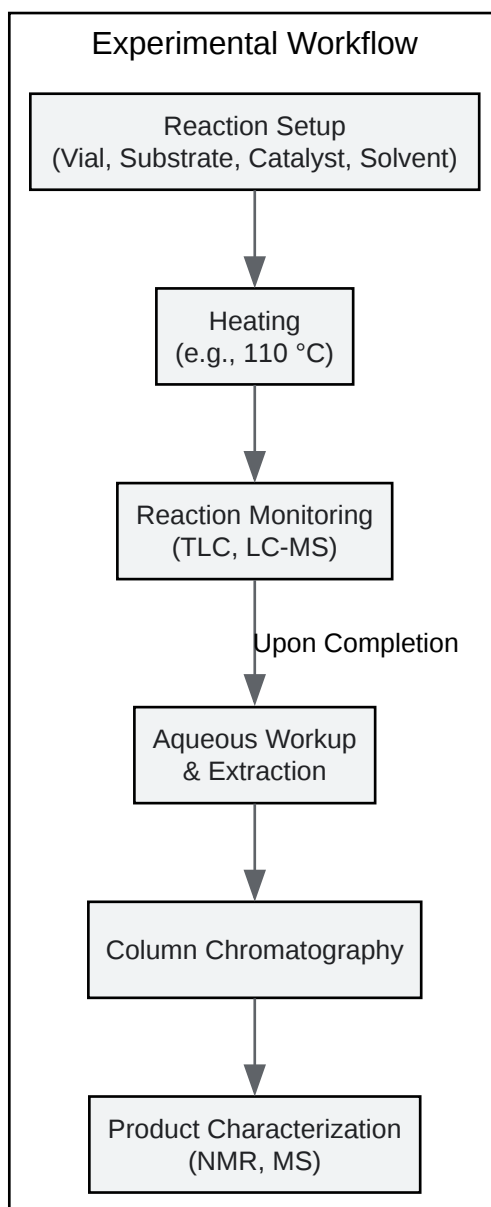 Experimental Workflow
Reaction Setup
(Vial, Substrate, Catalyst, Solvent)
Heating
(e.g., 110 °C)
Reaction Monitoring
(TLC, LC-MS)
Upon Completion
Aqueous Workup
& Extraction
Column Chromatography
Product Characterization
(NMR, MS)